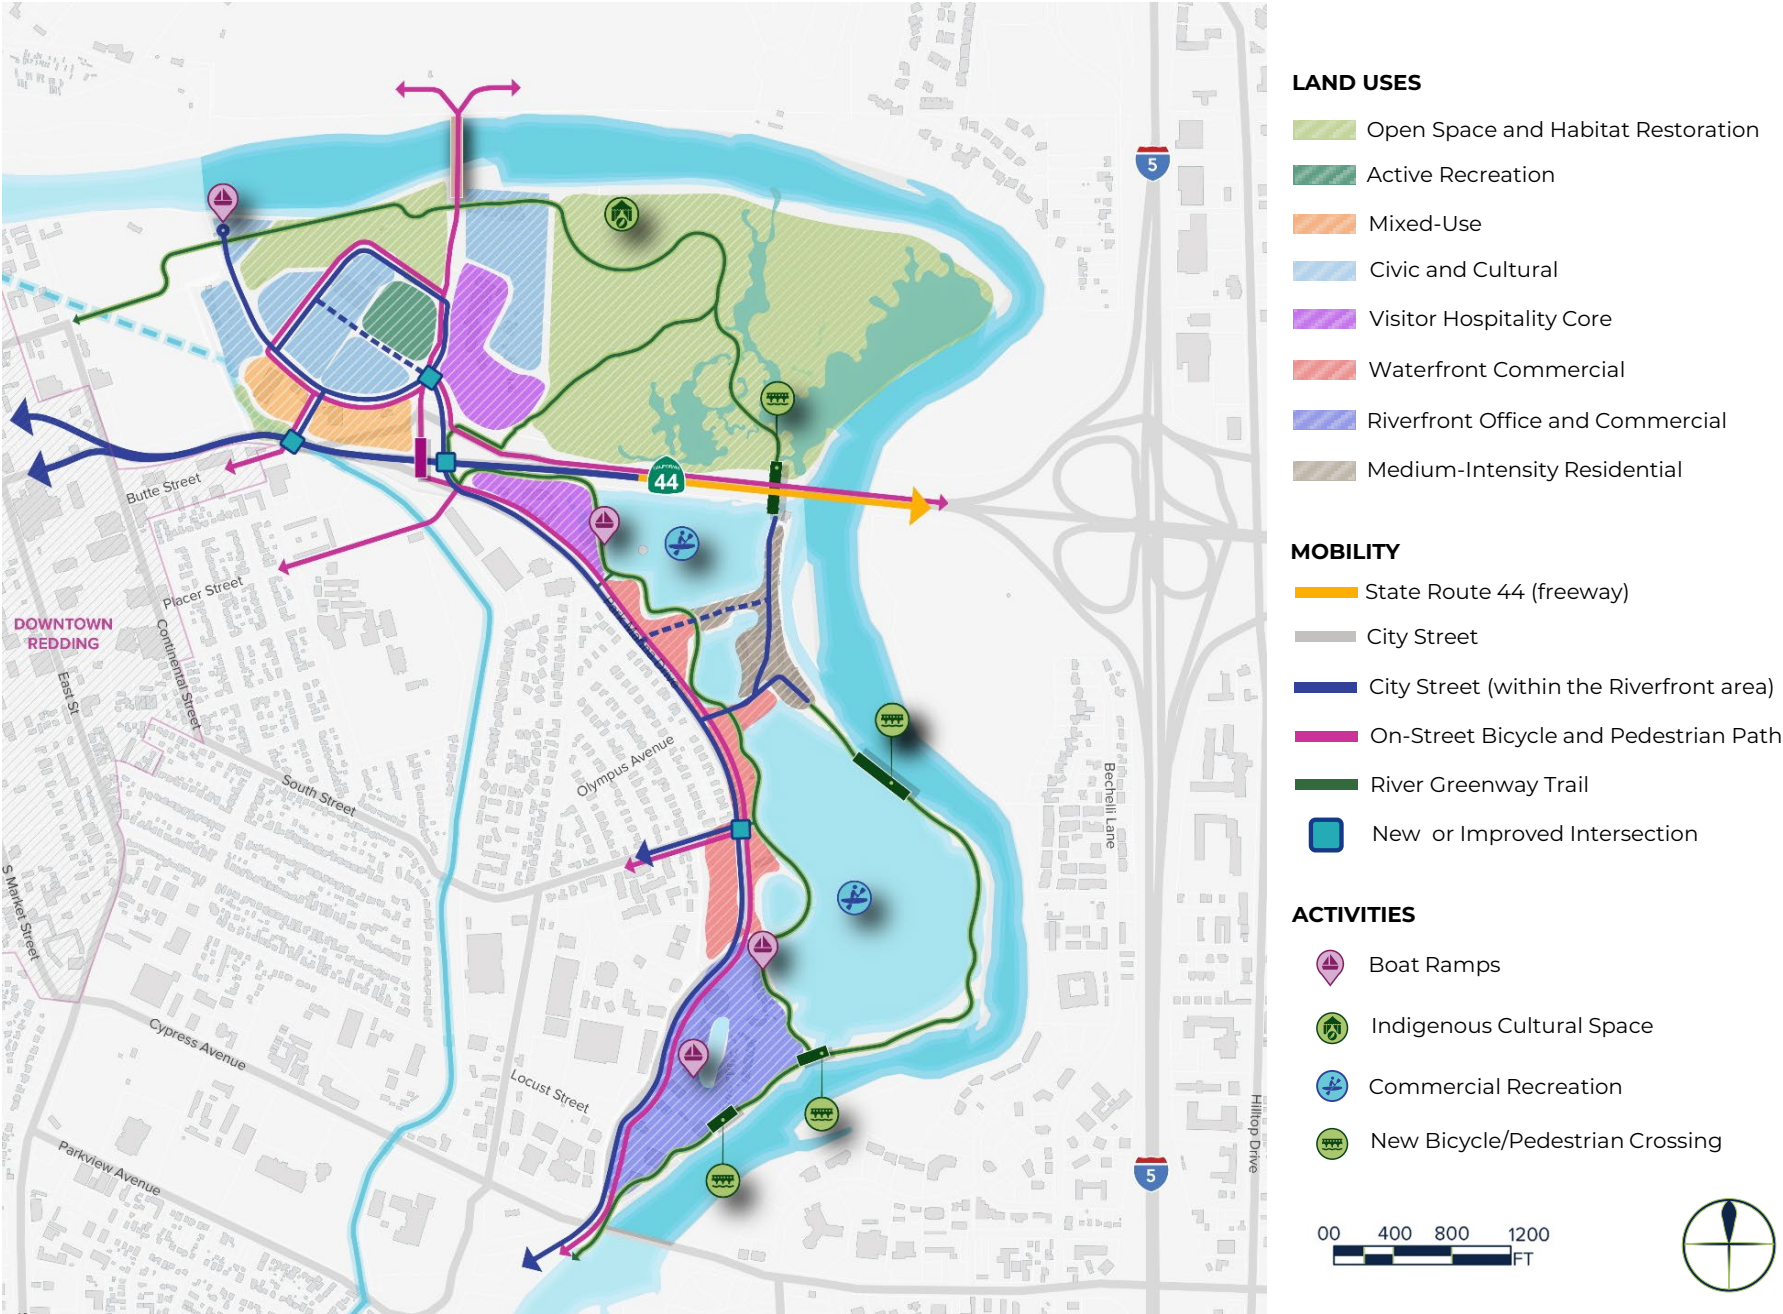 5
CALIFORNIA
44
Butte Street
Placer Street
DOWNTOWN
REDDING
Continental Street
East St
Park Marina Drive
Olympus Avenue
South Street
Bechelli Lane
S Market Street
Cypress Avenue
Locust Street
Parkview Avenue
Hilltop Drive
5
LAND USES
Open Space and Habitat Restoration
Active Recreation
Mixed-Use
Civic and Cultural
Visitor Hospitality Core
Waterfront Commercial
Riverfront Office and Commercial
Medium-Intensity Residential
MOBILITY
State Route 44 (freeway)
City Street
City Street (within the Riverfront area)
On-Street Bicycle and Pedestrian Path
River Greenway Trail
New or Improved Intersection
ACTIVITIES
Boat Ramps
Indigenous Cultural Space
Commercial Recreation
New Bicycle/Pedestrian Crossing
00 400 800 1200
FT